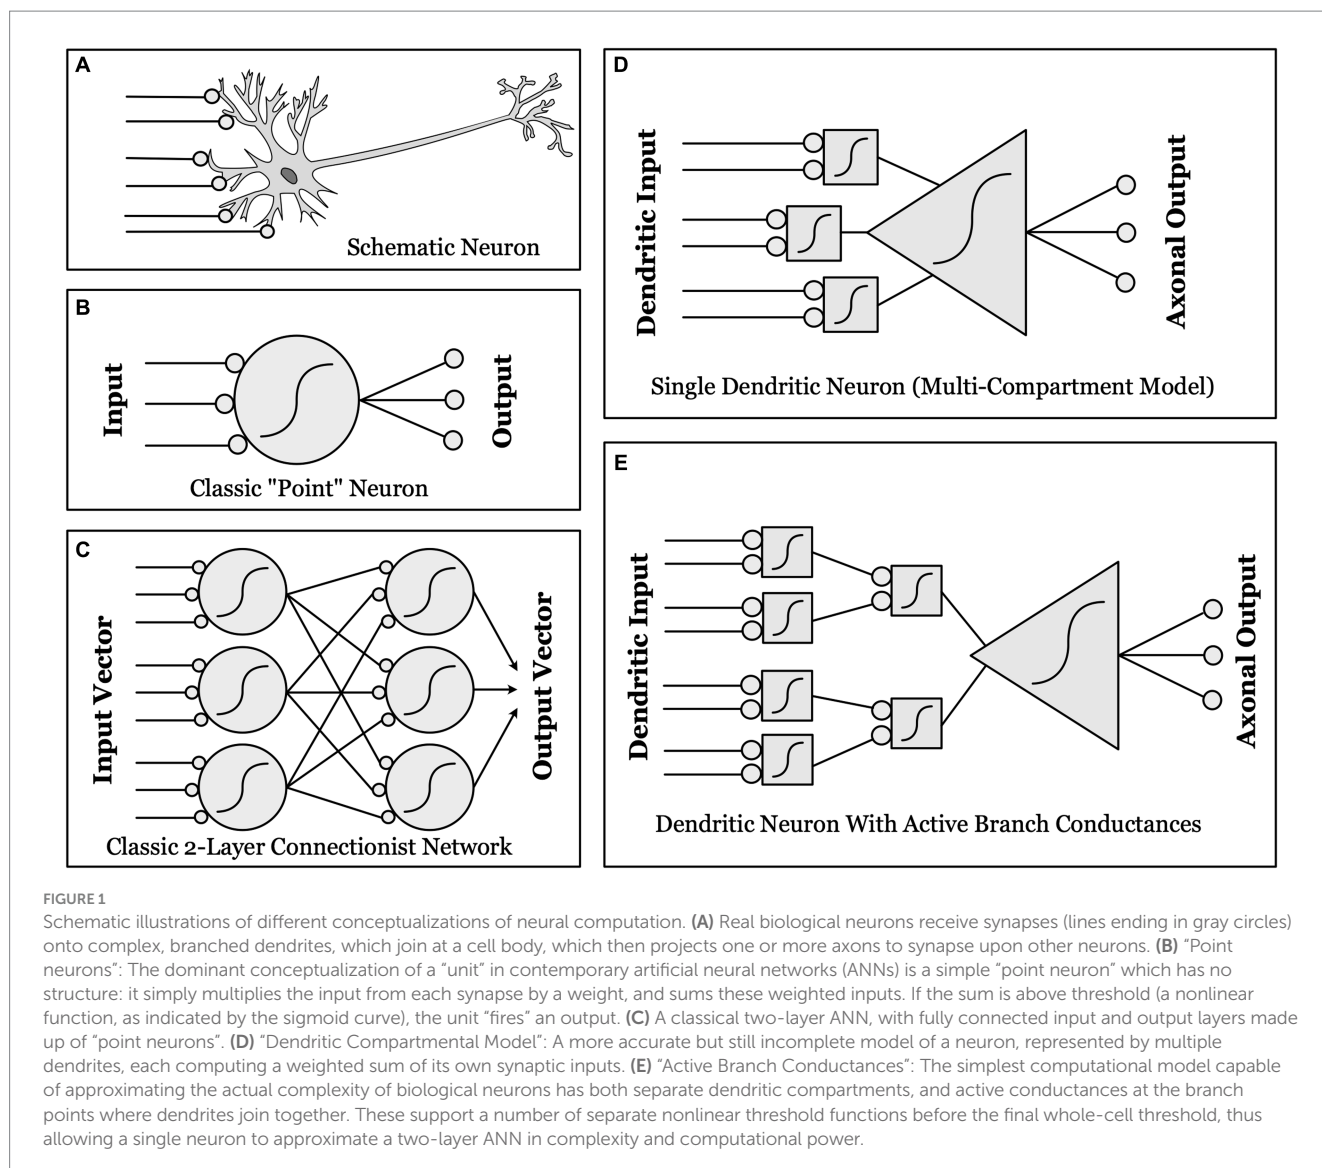 A
Schematic Neuron
B
Input
Output
Classic "Point" Neuron
C
Input Vector
Output Vector
Classic 2-Layer Connectionist Network
D
Dendritic Input
Axonal Output
Single Dendritic Neuron (Multi-Compartment Model)
E
Dendritic Input
Axonal Output
Dendritic Neuron With Active Branch Conductances
FIGURE 1
Schematic illustrations of different conceptualizations of neural computation. (A) Real biological neurons receive synapses (lines ending in gray circles)
onto complex, branched dendrites, which join at a cell body, which then projects one or more axons to synapse upon other neurons. (B) “Point
neurons”: The dominant conceptualization of a “unit” in contemporary artificial neural networks (ANNs) is a simple “point neuron” which has no
structure: it simply multiplies the input from each synapse by a weight, and sums these weighted inputs. If the sum is above threshold (a nonlinear
function, as indicated by the sigmoid curve), the unit “fires” an output. (C) A classical two-layer ANN, with fully connected input and output layers made
up of “point neurons”. (D) “Dendritic Compartmental Model”: A more accurate but still incomplete model of a neuron, represented by multiple
dendrites, each computing a weighted sum of its own synaptic inputs. (E) “Active Branch Conductances”: The simplest computational model capable
of approximating the actual complexity of biological neurons has both separate dendritic compartments, and active conductances at the branch
points where dendrites join together. These support a number of separate nonlinear threshold functions before the final whole-cell threshold, thus
allowing a single neuron to approximate a two-layer ANN in complexity and computational power.